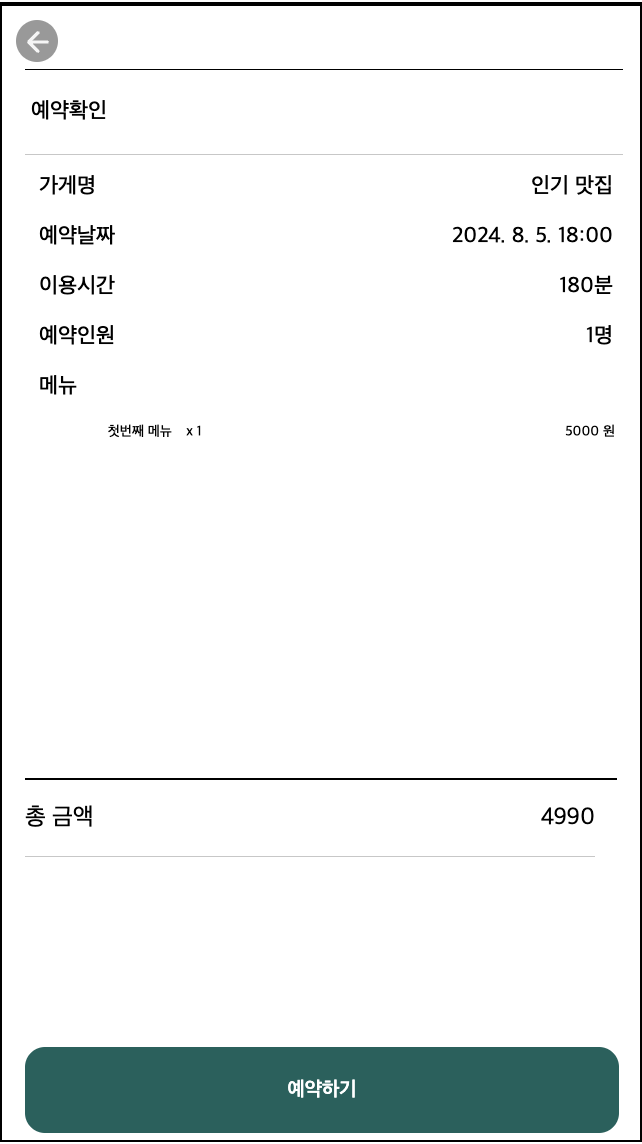 예약확인
가게명 인기 맛집
예약날짜 2024. 8. 5. 18:00
이용시간 180분
예약인원 1명
메뉴
첫번째 메뉴 x 1 5000 원
총 금액 4990
예약하기